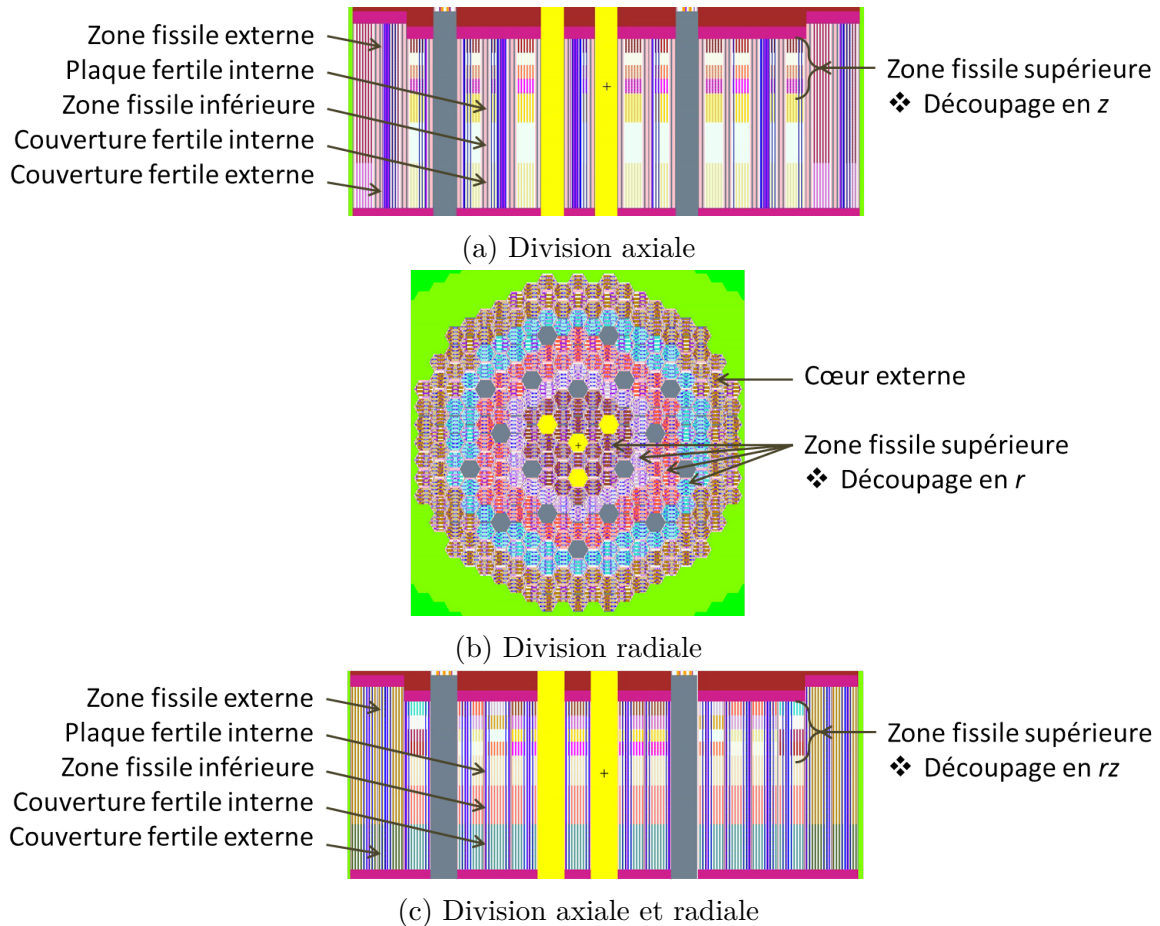 Zone fissile externe
Plaque fertile interne
Zone fissile inférieure
Couverture fertile interne
Couverture fertile externe
Zone fissile supérieure
❖ Découpage en z
(a) Division axiale
Cœur externe
Zone fissile supérieure
❖ Découpage en r
(b) Division radiale
Zone fissile externe
Plaque fertile interne
Zone fissile inférieure
Couverture fertile interne
Couverture fertile externe
Zone fissile supérieure
❖ Découpage en rz
(c) Division axiale et radiale